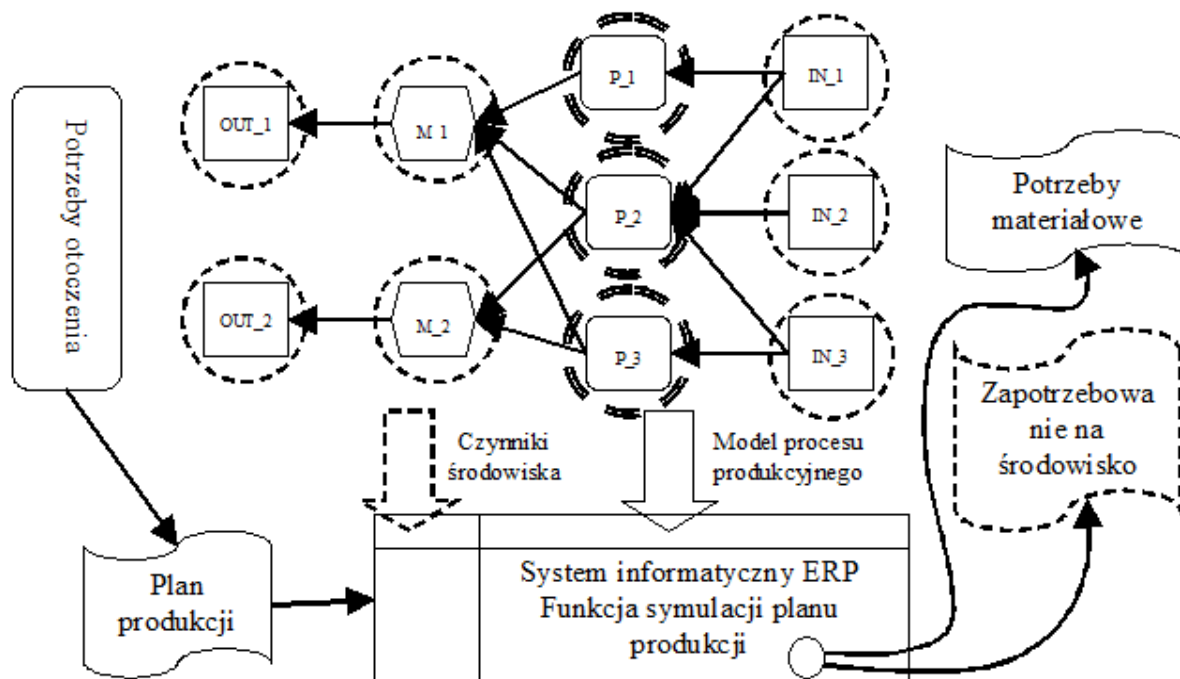 Potrzeby otoczenia
OUT_1
M_1
P_1
IN_1
P_2
IN_2
OUT_2
M_2
P_3
IN_3
Potrzeby
materiałowe
Zapotrzebowa
nie na
środowisko
Czynniki
środowiska
Model procesu
produkcyjnego
Plan
produkcji
System informatyczny ERP
Funkcja symulacji planu
produkcji